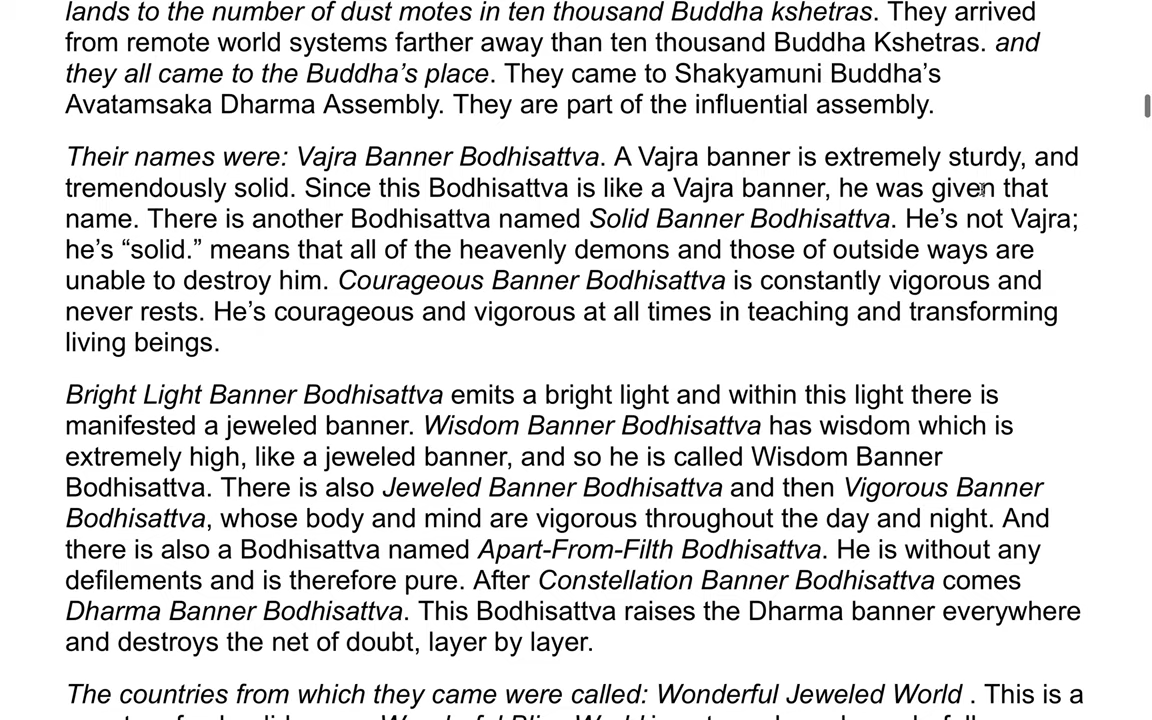 lands to the number of dust motes in ten thousand Buddha kshetras. They arrived
from remote world systems farther away than ten thousand Buddha Kshetras. and
they all came to the Buddha’s place. They came to Shakyamuni Buddha’s
Avatamsaka Dharma Assembly. They are part of the influential assembly.
Their names were: Vajra Banner Bodhisattva. A Vajra banner is extremely sturdy, and
tremendously solid. Since this Bodhisattva is like a Vajra banner, he was given that
name. There is another Bodhisattva named Solid Banner Bodhisattva. He’s not Vajra;
he’s “solid.” means that all of the heavenly demons and those of outside ways are
unable to destroy him. Courageous Banner Bodhisattva is constantly vigorous and
never rests. He’s courageous and vigorous at all times in teaching and transforming
living beings.
Bright Light Banner Bodhisattva emits a bright light and within this light there is
manifested a jeweled banner. Wisdom Banner Bodhisattva has wisdom which is
extremely high, like a jeweled banner, and so he is called Wisdom Banner
Bodhisattva. There is also Jeweled Banner Bodhisattva and then Vigorous Banner
Bodhisattva, whose body and mind are vigorous throughout the day and night. And
there is also a Bodhisattva named Apart-From-Filth Bodhisattva. He is without any
defilements and is therefore pure. After Constellation Banner Bodhisattva comes
Dharma Banner Bodhisattva. This Bodhisattva raises the Dharma banner everywhere
and destroys the net of doubt, layer by layer.
The countries from which they came were called: Wonderful Jeweled World . This is a